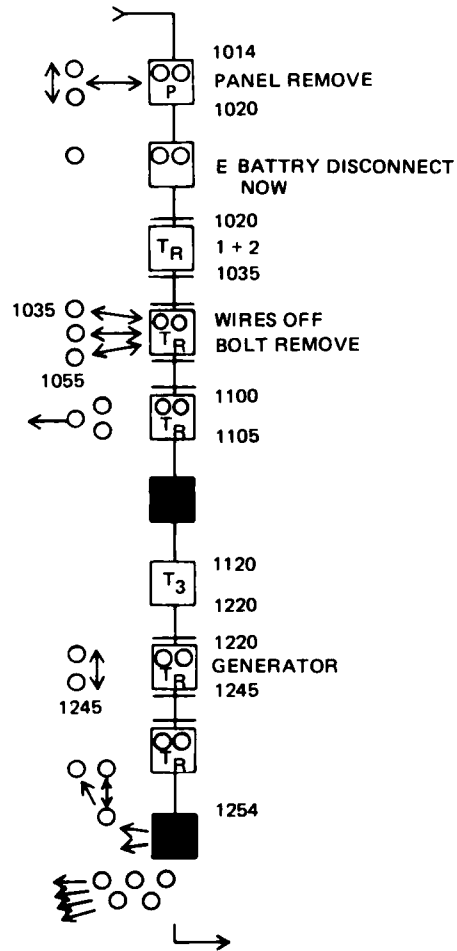 1014
PANEL REMOVE
P
1020
E BATTRY DISCONNECT
NOW
1020
TR
1 + 2
1035
1035
WIRES OFF
TR
BOLT REMOVE
1055
1100
TR
1105
1120
T3
1220
1220
TR
GENERATOR
1245
1245
TR
1254